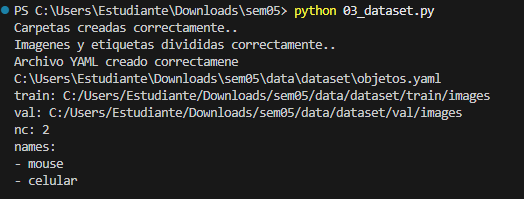 PS C:\Users\Estudiante\Downloads\sem05> python 03_dataset.py
Carpetas creadas correctamente..
Imagenes y etiquetas divididas correctamente..
Archivo YAML creado correctamene
C:\Users\Estudiante\Downloads\sem05\data\dataset\objetos.yaml
train: C:/Users/Estudiante/Downloads/sem05/data/dataset/train/images
val: C:/Users/Estudiante/Downloads/sem05/data/dataset/val/images
nc: 2
names:
- mouse
- celular